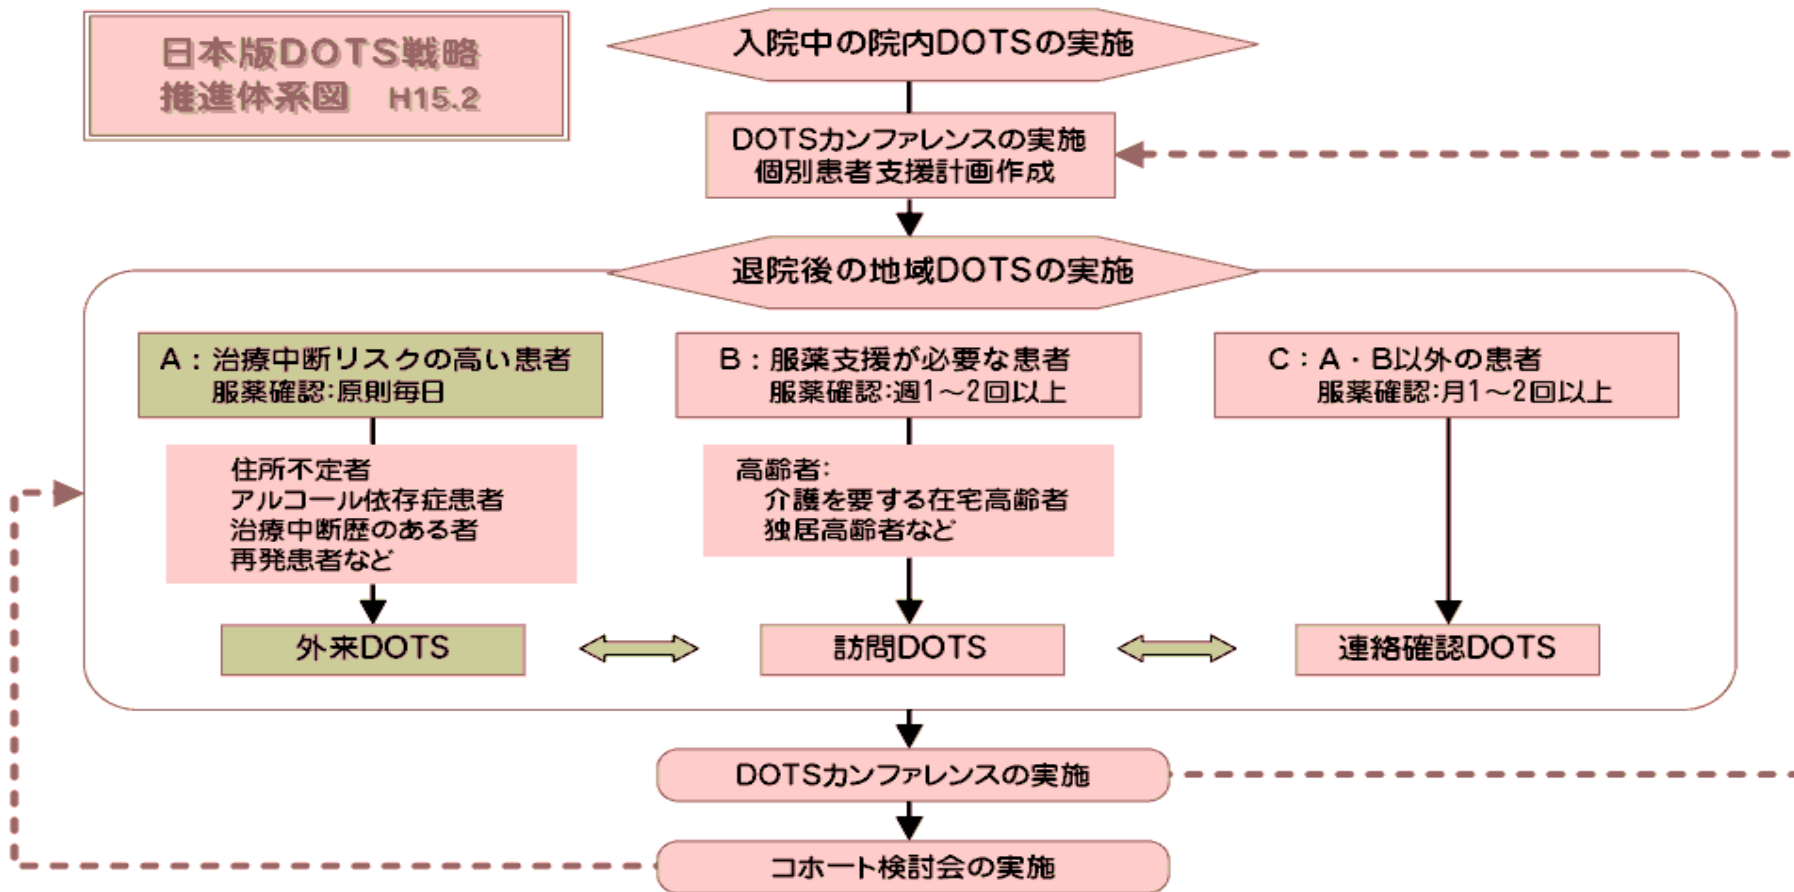 日本版DOTS戦略
推進体系図 H15.2
入院中の院内DOTSの実施
DOTSカンファレンスの実施
個別患者支援計画作成
退院後の地域DOTSの実施
A：治療中断リスクの高い患者
服薬確認:原則毎日
住所不定者
アルコール依存症患者
治療中断歴のある者
再発患者など
外来DOTS
B：服薬支援が必要な患者
服薬確認:週1～2回以上
高齢者:
介護を要する在宅高齢者
独居高齢者など
訪問DOTS
C：A・B以外の患者
服薬確認:月1～2回以上
連絡確認DOTS
DOTSカンファレンスの実施
コホート検討会の実施